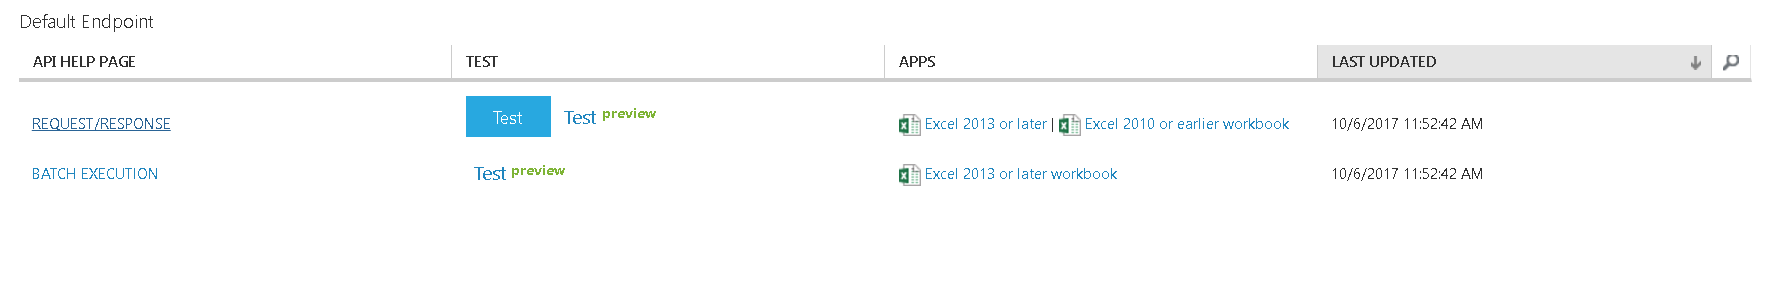 Default Endpoint
API HELP PAGE TEST APPS LAST UPDATED
REQUEST/RESPONSE Test Test preview Excel 2013 or later | Excel 2010 or earlier workbook 10/6/2017 11:52:42 AM
BATCH EXECUTION Test preview Excel 2013 or later workbook 10/6/2017 11:52:42 AM